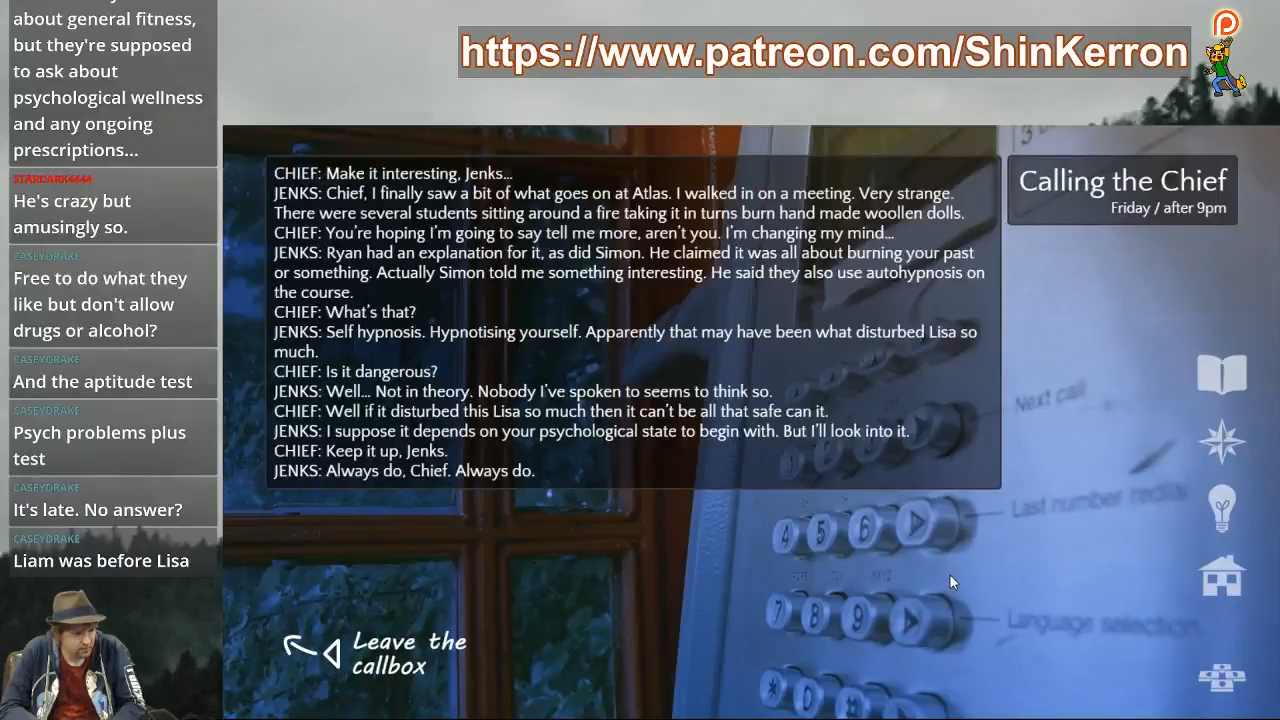 about general fitness,
but they're supposed
to ask about
psychological wellness
and any ongoing
prescriptions...
STARDARK4444
He's crazy but
amusingly so.
CASEYDRAKE
Free to do what they
like but don't allow
drugs or alcohol?
CASEYDRAKE
And the aptitude test
CASEYDRAKE
Psych problems plus
test
CASEYDRAKE
It's late. No answer?
CASEYDRAKE
Liam was before Lisa
https://www.patreon.com/ShinKerron
CHIEF: Make it interesting, Jenks...
JENKS: Chief, I finally saw a bit of what goes on at Atlas. I walked in on a meeting. Very strange.
There were several students sitting around a fire taking it in turns burn hand made woollen dolls.
CHIEF: You're hoping I'm going to say tell me more, aren't you. I'm changing my mind...
JENKS: Ryan had an explanation for it, as did Simon. He claimed it was all about burning your past
or something. Actually Simon told me something interesting. He said they also use autohypnosis on
the course.
CHIEF: What's that?
JENKS: Self hypnosis. Hypnotising yourself. Apparently that may have been what disturbed Lisa so
much.
CHIEF: Is it dangerous?
JENKS: Well... Not in theory. Nobody I've spoken to seems to think so.
CHIEF: Well if it disturbed this Lisa so much then it can't be all that safe can it.
JENKS: I suppose it depends on your psychological state to begin with. But I'll look into it.
CHIEF: Keep it up, Jenks.
JENKS: Always do, Chief. Always do.
Calling the Chief
Friday / after 9pm
Next call
Last number redial
4 5 6
7 8 9
Language selection
* 0 #
Leave the
callbox